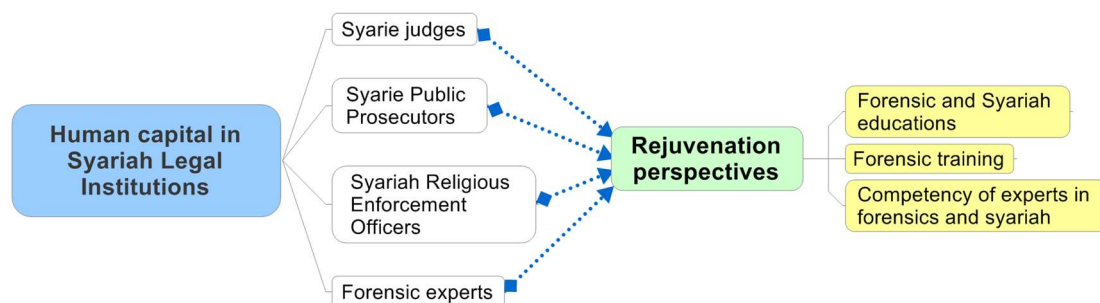 Human capital in
Syariah Legal
Institutions
Syarie judges
Syarie Public
Prosecutors
Syariah Religious
Enforcement
Officers
Forensic experts
Rejuvenation
perspectives
Forensic and Syariah
educations
Forensic training
Competency of experts in
forensics and syariah